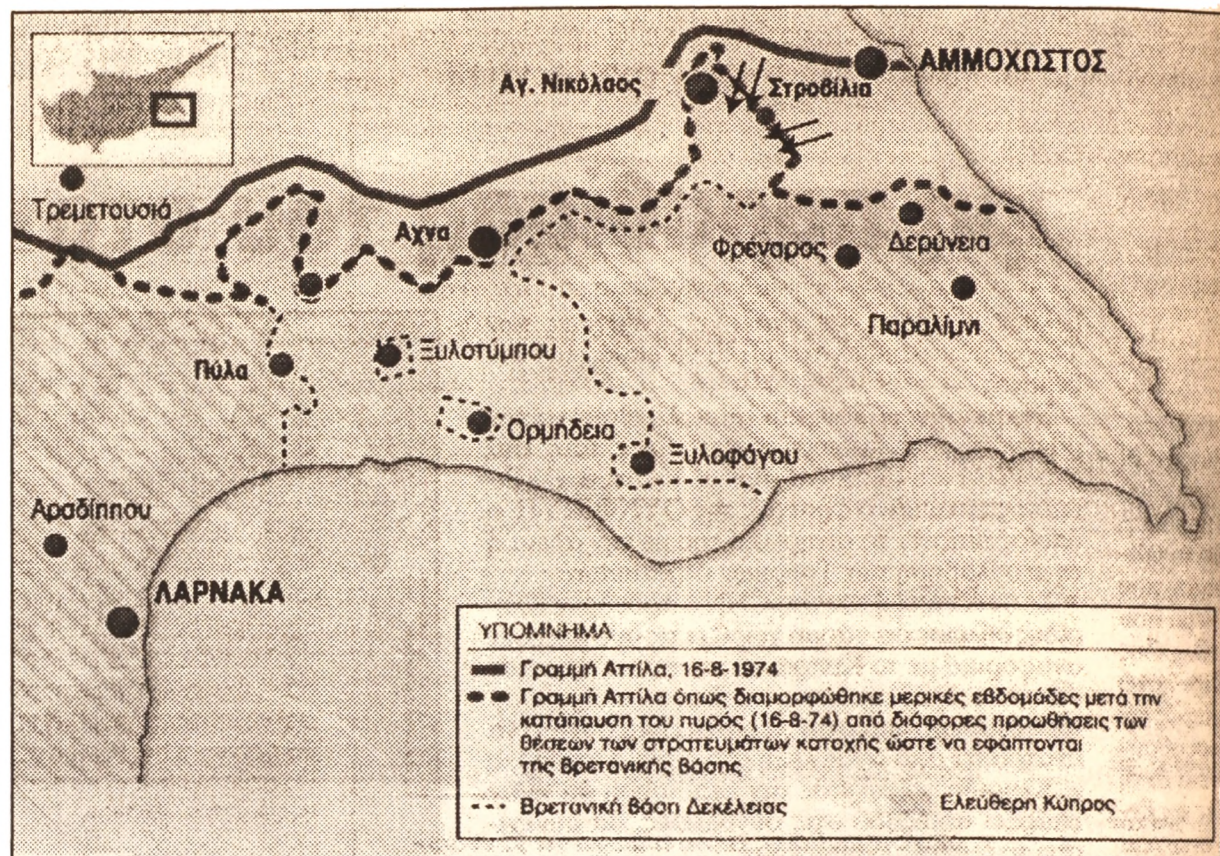 ΑΜΜΟΧΩΣΤΟΣ
Αγ. Νικόλαος
Στροβίλια
Τρεμετουσιά
Αχνα
Φρέναρος
Δερύνεια
Παραλίμνι
Πύλα
Ξυλοτύμπου
Ορμήδεια
Ξυλοφάγου
Αραδίππου
ΛΑΡΝΑΚΑ
ΥΠΟΜΝΗΜΑ
Γραμμή Αττίλα, 16-8-1974
Γραμμή Αττίλα όπως διαμορφώθηκε μερικές εβδομάδες μετά την
κατάπαυση του πυρός (16-8-74) από διάφορες προωθήσεις των
θέσεων των στρατευμάτων κατοχής ώστε να εφάπτονται
της βρετανικής βάσης
Βρετανική βάση Δεκέλειας
Ελεύθερη Κύπρος